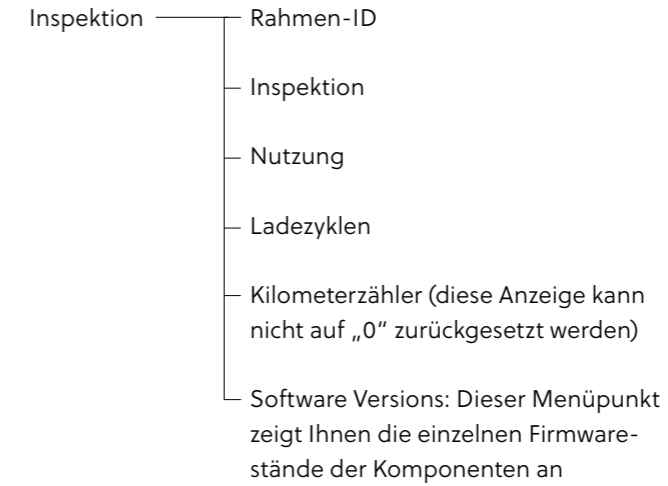 Inspektion
Rahmen-ID
Inspektion
Nutzung
Ladezyklen
Kilometerzähler (diese Anzeige kann
nicht auf „0“ zurückgesetzt werden)
Software Versions: Dieser Menüpunkt
zeigt Ihnen die einzelnen Firmware-
stände der Komponenten an